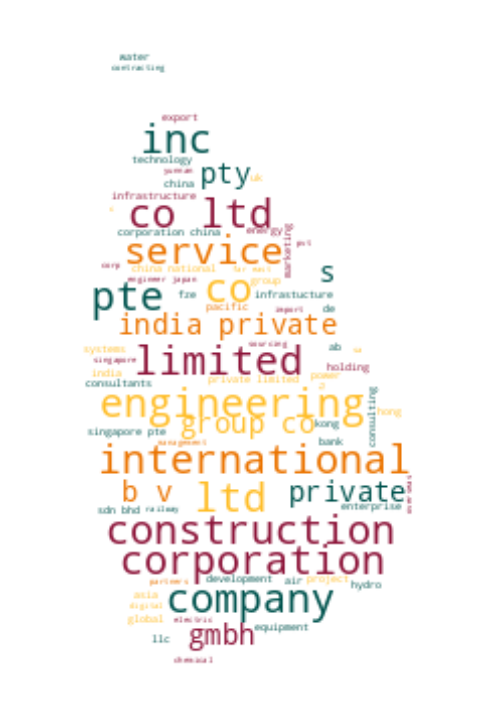 water
contracting
export
inc
technology
yunnan
pty
uk
china
infrastructure
co ltd
corporation china
energy
marketing
service
corp
china national
far east
s
engineer japan
group
pte
fze
co
infrastucture
pacific
import
de
india private
sourcing
systems
ab
singapore
limited
holding
india
private limited
power
consultants
2
engineering
consulting
hong
group co
kong
singapore pte
management
bank
international
b v
ltd
private
sdn bhd
railway
enterprise
construction
corporation
partners
development
air
project
hydro
asia
company
digital
global
electric
equipment
llc
gmbh
chemical